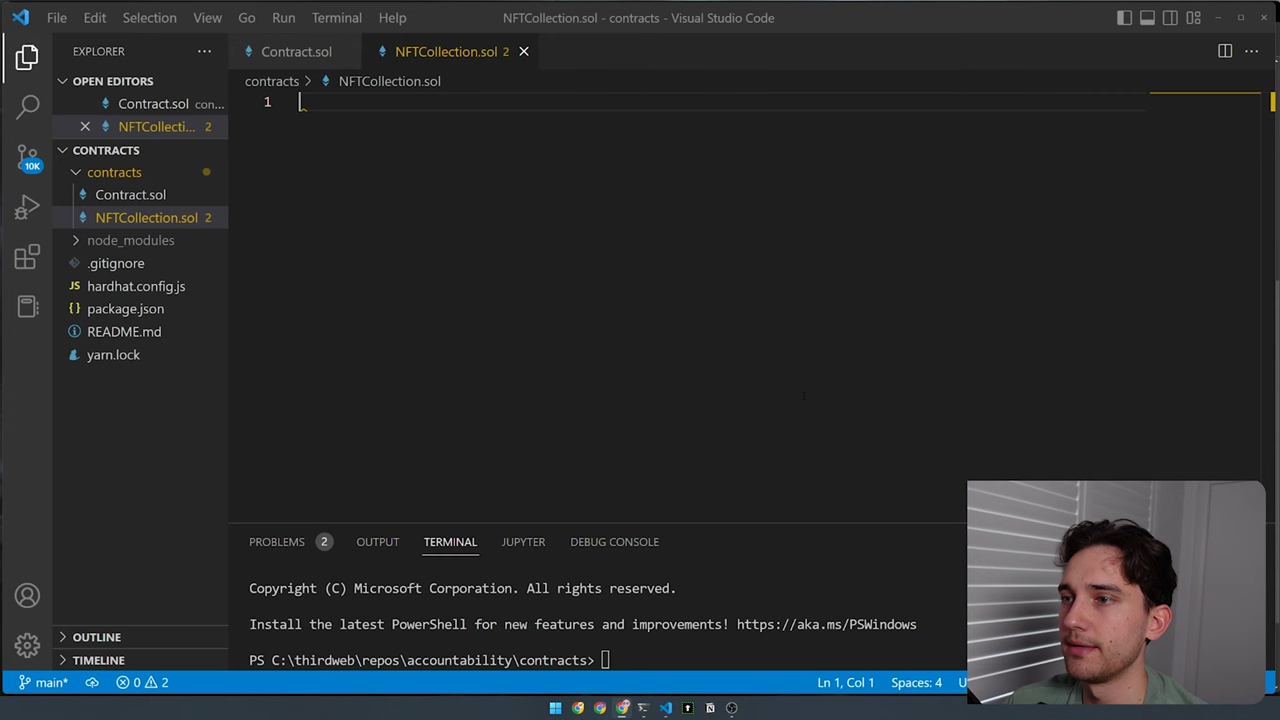 File Edit Selection View Go Run Terminal Help
NFTCollection.sol - contracts - Visual Studio Code
EXPLORER
Contract.sol
NFTCollection.sol 2
OPEN EDITORS
contracts
NFTCollection.sol
1
Contract.sol con...
NFTCollecti... 2
CONTRACTS
contracts
Contract.sol
10K
NFTCollection.sol 2
node_modules
.gitignore
JS hardhat.config.js
{ } package.json
README.md
yarn.lock
PROBLEMS 2 OUTPUT TERMINAL JUPYTER DEBUG CONSOLE
Copyright (C) Microsoft Corporation. All rights reserved.
Install the latest PowerShell for new features and improvements! https://aka.ms/PSWindows
PS C:\thirdweb\repos\accountability\contracts>
OUTLINE
TIMELINE
main* 0 2 Ln 1, Col 1 Spaces: 4